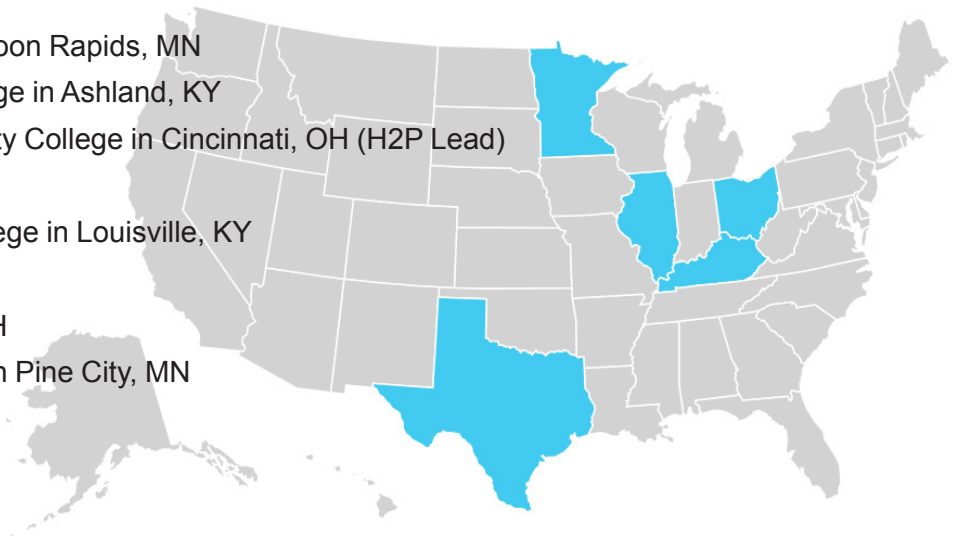 oon Rapids, MN
ge in Ashland, KY
ty College in Cincinnati, OH (H2P Lead)
ege in Louisville, KY
H
n Pine City, MN